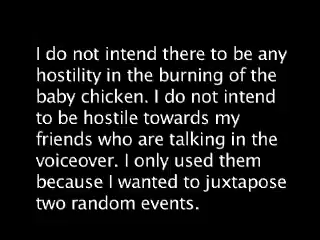 I do not intend there to be any
hostility in the burning of the
baby chicken. I do not intend
to be hostile towards my
friends who are talking in the
voiceover. I only used them
because I wanted to juxtapose
two random events.